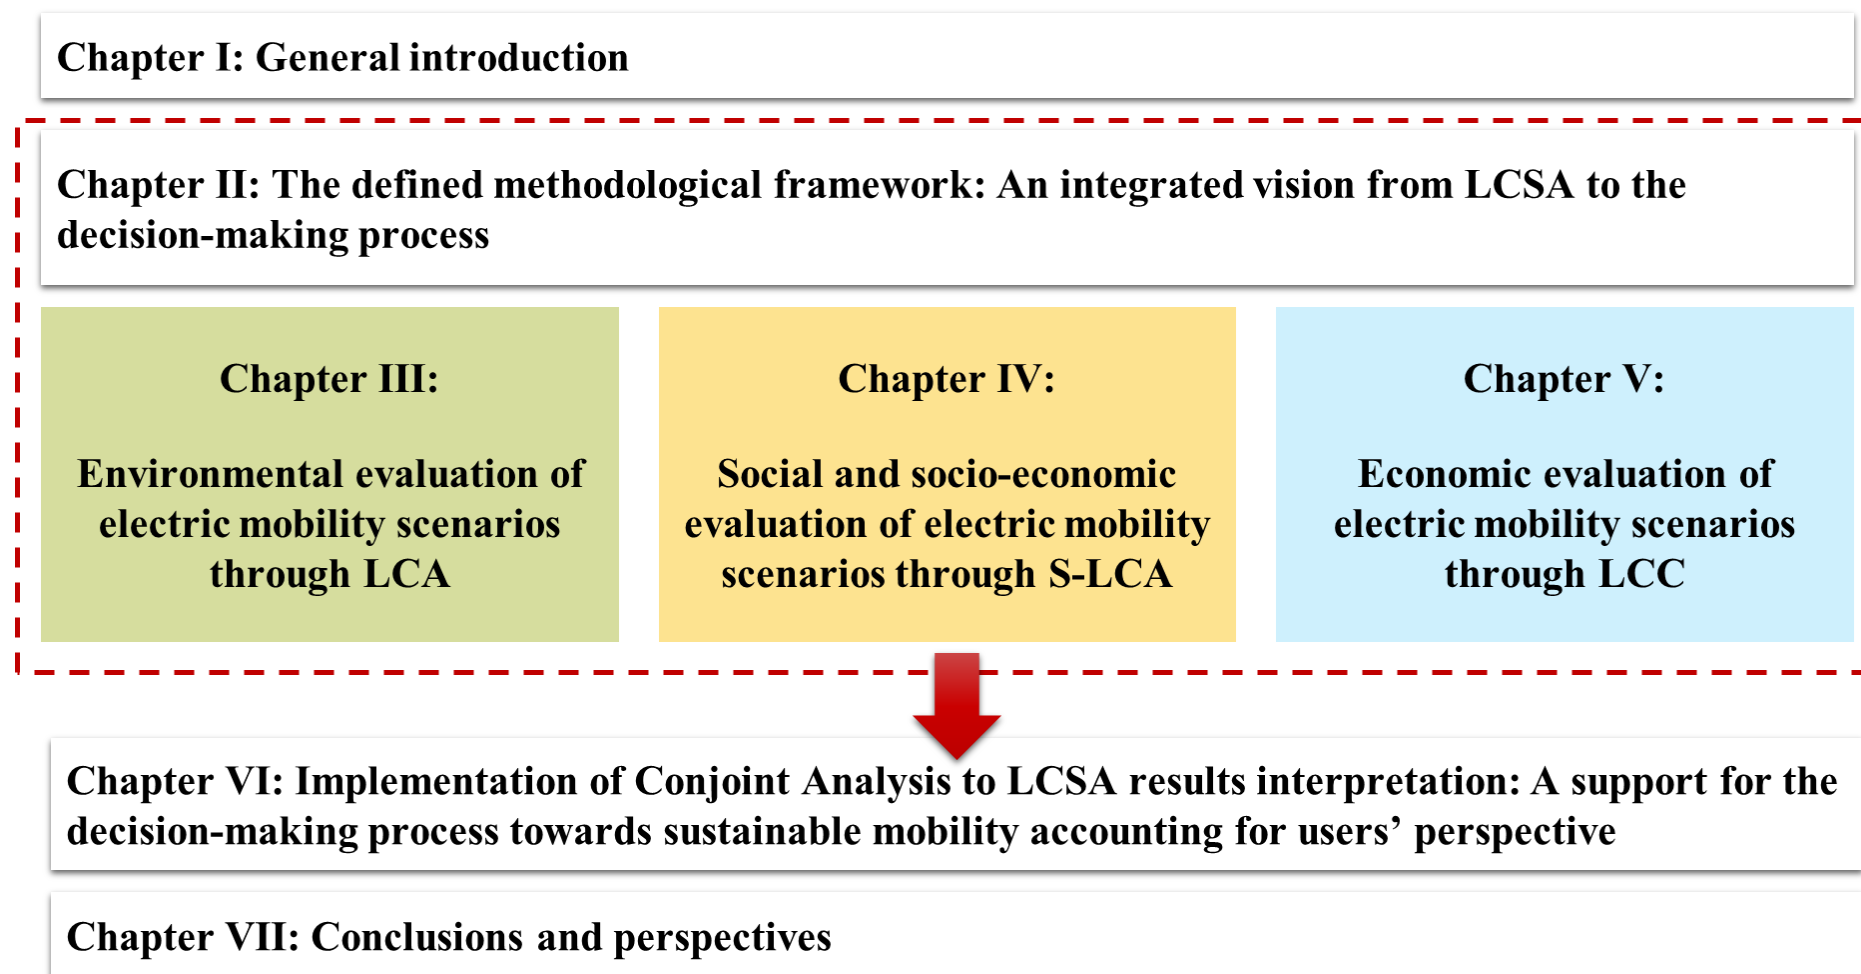 Chapter I: General introduction
Chapter II: The defined methodological framework: An integrated vision from LCSA to the
decision-making process
Chapter III:
Environmental evaluation of
electric mobility scenarios
through LCA
Chapter IV:
Social and socio-economic
evaluation of electric mobility
scenarios through S-LCA
Chapter V:
Economic evaluation of
electric mobility scenarios
through LCC
Chapter VI: Implementation of Conjoint Analysis to LCSA results interpretation: A support for the
decision-making process towards sustainable mobility accounting for users’ perspective
Chapter VII: Conclusions and perspectives